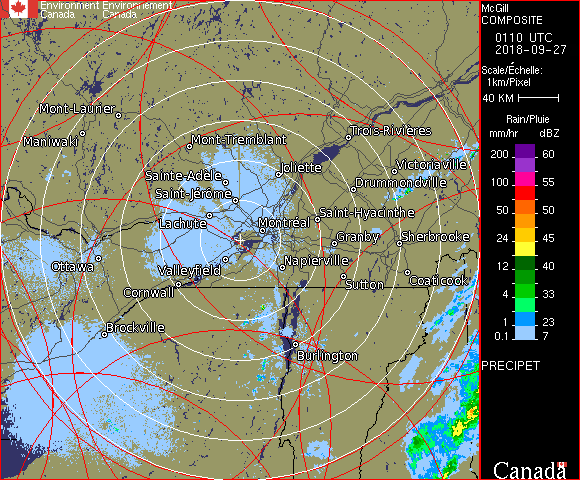 Environment Environnement
Canada Canada
McGill
COMPOSITE
0110 UTC
2018-09-27
Scale/Échelle:
1km/Pixel
40 KM
Rain/Pluie
mm/hr dBZ
200 60
100 55
50 50
24 45
12 40
4 33
1 23
0.1 7
PRECIPET
Canada
Mont-Laurier
Maniwaki
Mont-Tremblant
Trois-Rivières
Sainte-Adèle
Joliette
Victoriaville
Saint-Jérôme
Drummondville
Lachute
Montréal
Saint-Hyacinthe
Granby
Sherbrooke
Ottawa
Valleyfield
Napierville
Cornwall
Sutton
Coaticook
Brockville
Burlington